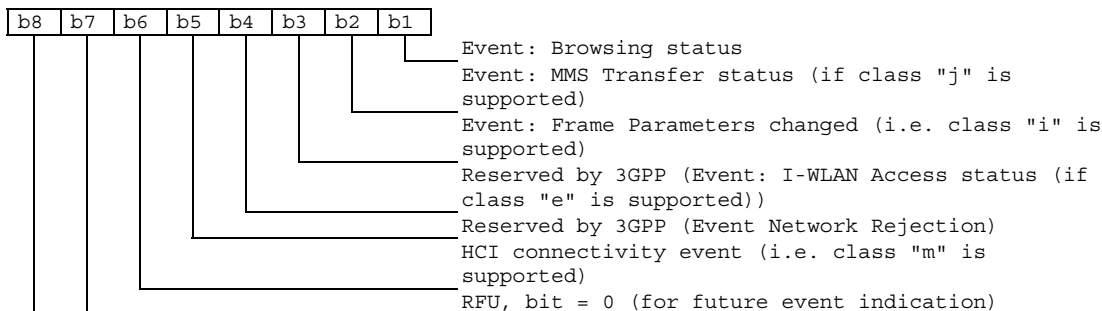 b8 b7 b6 b5 b4 b3 b2 b1
Event: Browsing status
Event: MMS Transfer status (if class "j" is
supported)
Event: Frame Parameters changed (i.e. class "i" is
supported)
Reserved by 3GPP (Event: I-WLAN Access status (if
class "e" is supported))
Reserved by 3GPP (Event Network Rejection)
HCI connectivity event (i.e. class "m" is
supported)
RFU, bit = 0 (for future event indication)